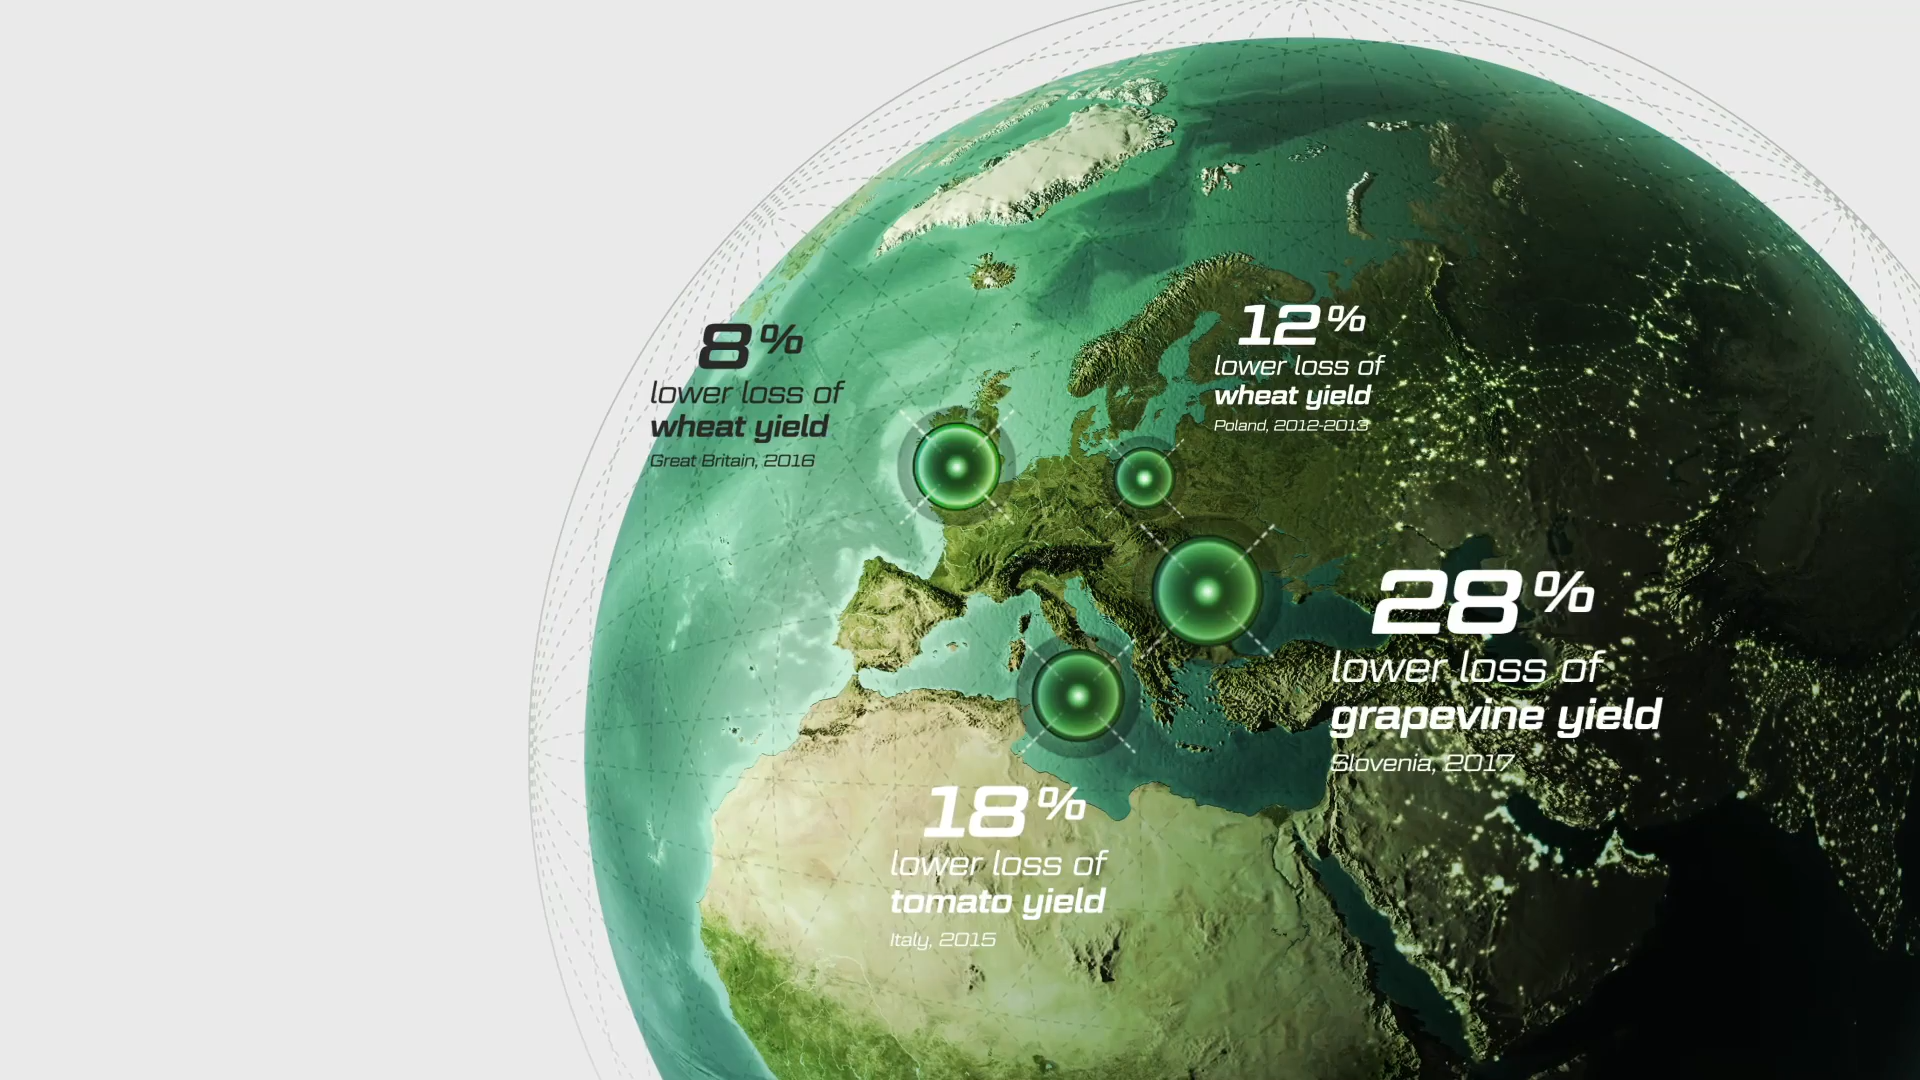 8%
lower loss of
wheat yield
Great Britain, 2016
12%
lower loss of
wheat yield
Poland, 2012-2013
28%
lower loss of
grapevine yield
Slovenia, 2017
18%
lower loss of
tomato yield
Italy, 2015